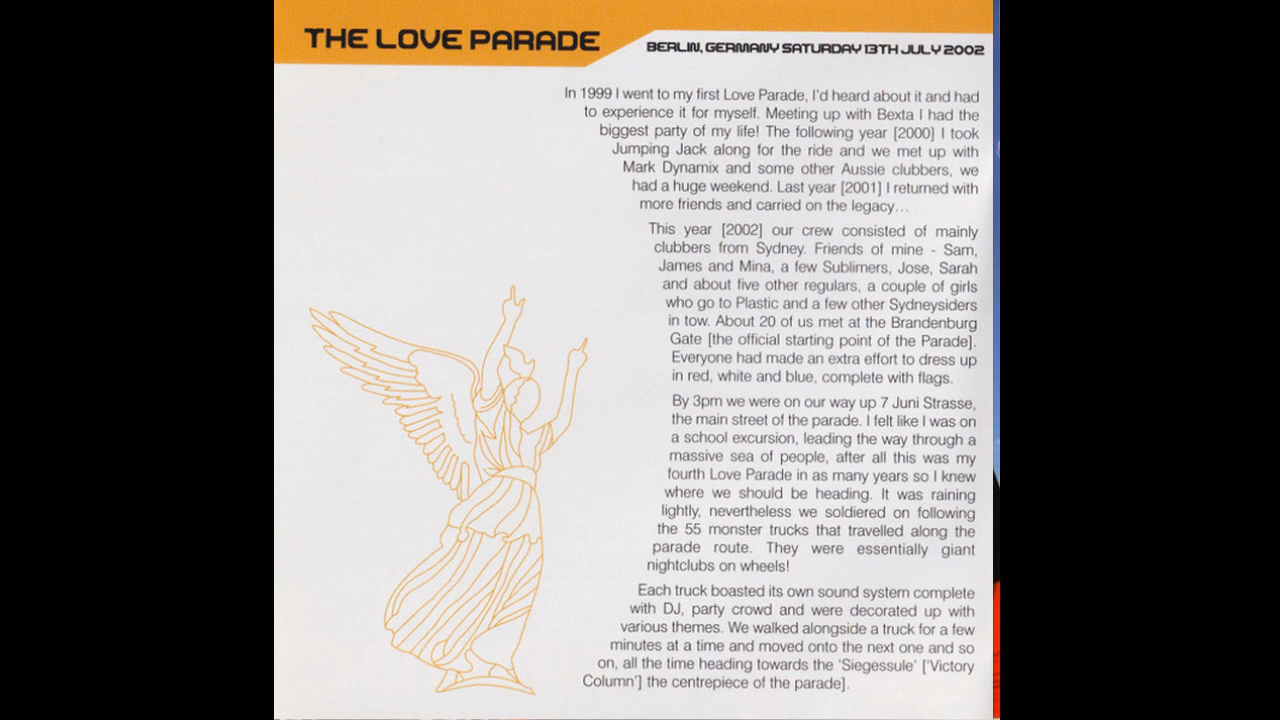 THE LOVE PARADE
BERLIN, GERMANY SATURDAY 13TH JULY 2002
In 1999 I went to my first Love Parade, I'd heard about it and had
to experience it for myself. Meeting up with Bexta I had the
biggest party of my life! The following year [2000] I took
Jumping Jack along for the ride and we met up with
Mark Dynamix and some other Aussie clubbers, we
had a huge weekend. Last year [2001] I returned with
more friends and carried on the legacy…
This year [2002] our crew consisted of mainly
clubbers from Sydney. Friends of mine - Sam,
James and Mina, a few Sublimers, Jose, Sarah
and about five other regulars, a couple of girls
who go to Plastic and a few other Sydneysiders
in tow. About 20 of us met at the Brandenburg
Gate [the official starting point of the Parade].
Everyone had made an extra effort to dress up
in red, white and blue, complete with flags.
By 3pm we were on our way up 7 Juni Strasse,
the main street of the parade. I felt like I was on
a school excursion, leading the way through a
massive sea of people, after all this was my
fourth Love Parade in as many years so I knew
where we should be heading. It was raining
lightly, nevertheless we soldiered on following
the 55 monster trucks that travelled along the
parade route. They were essentially giant
nightclubs on wheels!
Each truck boasted its own sound system complete
with DJ, party crowd and were decorated up with
various themes. We walked alongside a truck for a few
minutes at a time and moved onto the next one and so
on, all the time heading towards the 'Siegessule' ['Victory
Column'] the centrepiece of the parade].